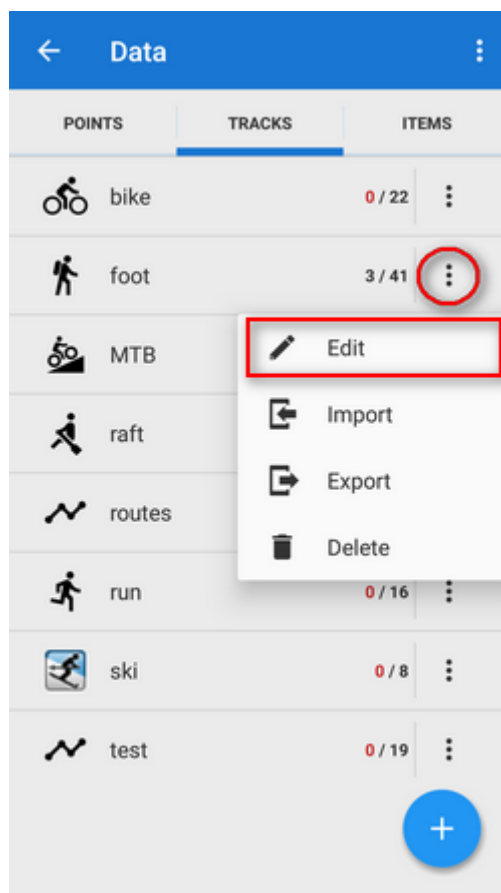 Data
POINTS TRACKS ITEMS
bike 0 / 22
foot 3 / 41
MTB Edit
Import
raft
Export
routes
Delete
run 0 / 16
ski 0 / 8
test 0 / 19